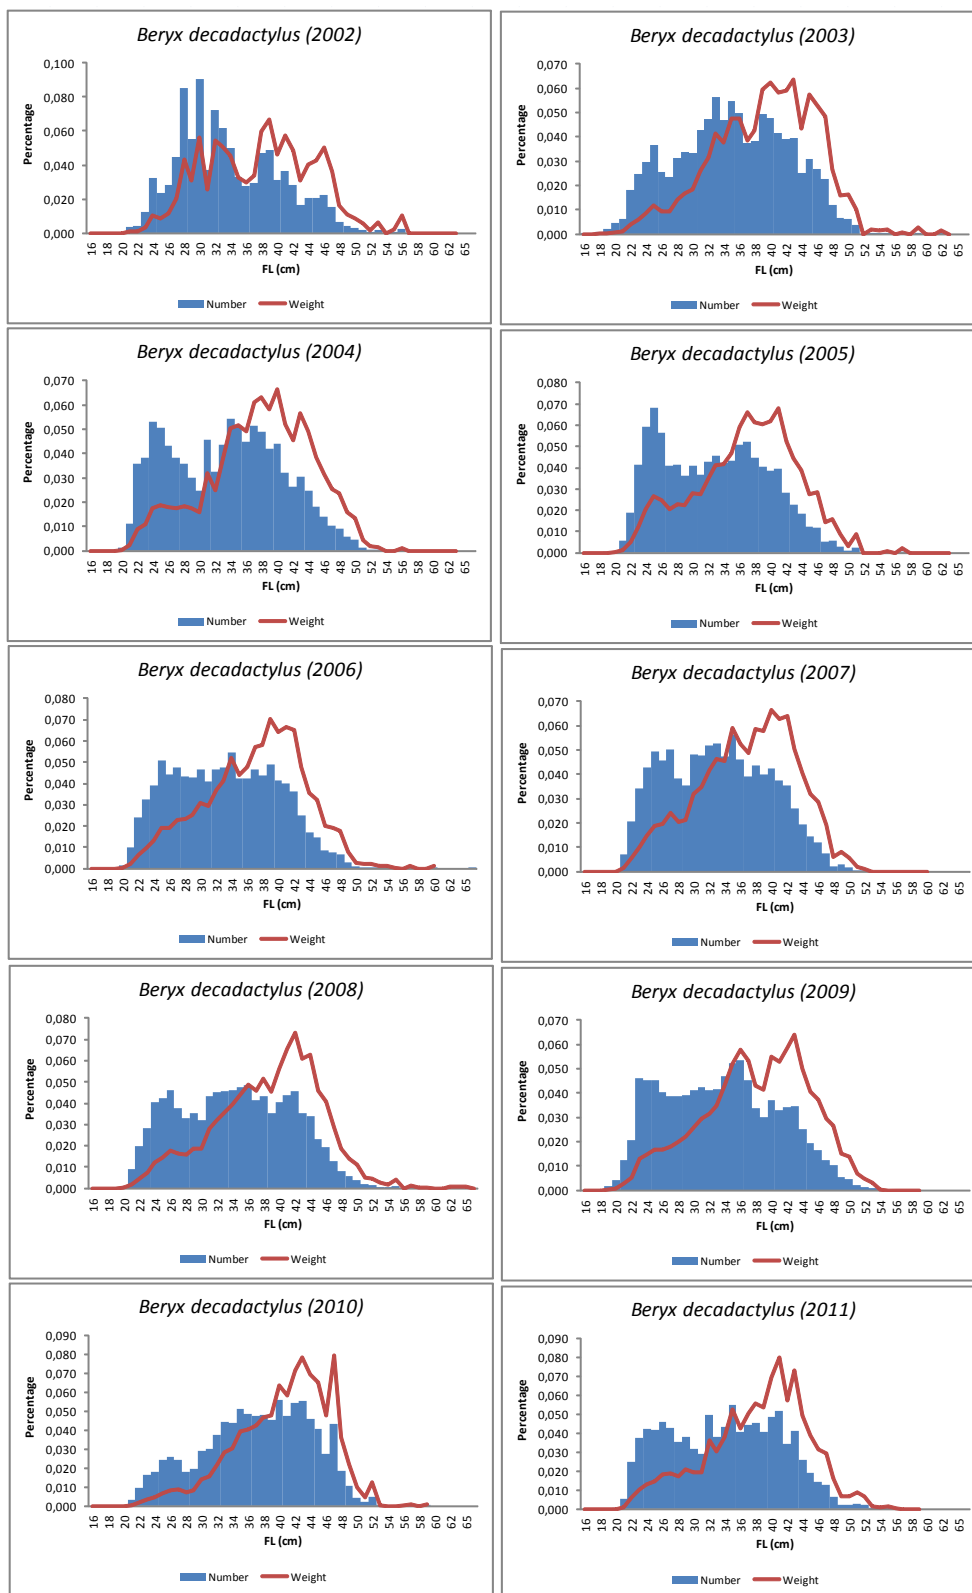 Beryx decadactylus (2002)
0,100
0,080
0,060
0,040
0,020
0,000
Percentage
16 18 20 22 24 26 28 30 32 34 36 38 40 42 44 46 48 50 52 54 56 58 60 62 65
FL (cm)
Number Weight
Beryx decadactylus (2003)
0,070
0,060
0,050
0,040
0,030
0,020
0,010
0,000
Percentage
16 18 20 22 24 26 28 30 32 34 36 38 40 42 44 46 48 50 52 54 56 58 60 62 65
FL (cm)
Number Weight
Beryx decadactylus (2004)
0,070
0,060
0,050
0,040
0,030
0,020
0,010
0,000
Percentage
16 18 20 22 24 26 28 30 32 34 36 38 40 42 44 46 48 50 52 54 56 58 60 62 65
FL (cm)
Number Weight
Beryx decadactylus (2005)
0,080
0,070
0,060
0,050
0,040
0,030
0,020
0,010
0,000
Percentage
16 18 20 22 24 26 28 30 32 34 36 38 40 42 44 46 48 50 52 54 56 58 60 62 65
FL (cm)
Number Weight
Beryx decadactylus (2006)
0,080
0,070
0,060
0,050
0,040
0,030
0,020
0,010
0,000
Percentage
16 18 20 22 24 26 28 30 32 34 36 38 40 42 44 46 48 50 52 54 56 58 60 62 65
FL (cm)
Number Weight
Beryx decadactylus (2007)
0,070
0,060
0,050
0,040
0,030
0,020
0,010
0,000
Percentage
16 18 20 22 24 26 28 30 32 34 36 38 40 42 44 46 48 50 52 54 56 58 60 62 65
FL (cm)
Number Weight
Beryx decadactylus (2008)
0,080
0,070
0,060
0,050
0,040
0,030
0,020
0,010
0,000
Percentage
16 18 20 22 24 26 28 30 32 34 36 38 40 42 44 46 48 50 52 54 56 58 60 62 65
FL (cm)
Number Weight
Beryx decadactylus (2009)
0,070
0,060
0,050
0,040
0,030
0,020
0,010
0,000
Percentage
16 18 20 22 24 26 28 30 32 34 36 38 40 42 44 46 48 50 52 54 56 58 60 62 65
FL (cm)
Number Weight
Beryx decadactylus (2010)
0,090
0,080
0,070
0,060
0,050
0,040
0,030
0,020
0,010
0,000
Percentage
16 18 20 22 24 26 28 30 32 34 36 38 40 42 44 46 48 50 52 54 56 58 60 62 65
FL (cm)
Number Weight
Beryx decadactylus (2011)
0,090
0,080
0,070
0,060
0,050
0,040
0,030
0,020
0,010
0,000
Percentage
16 18 20 22 24 26 28 30 32 34 36 38 40 42 44 46 48 50 52 54 56 58 60 62 65
FL (cm)
Number Weight